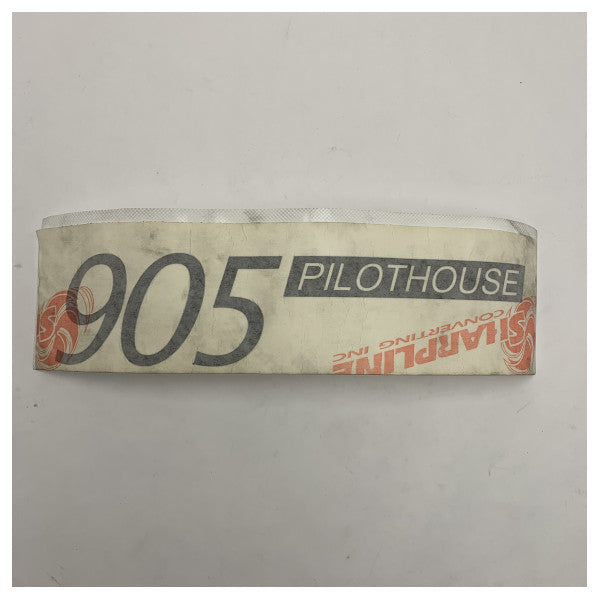 905 PILOTHOUSE
SHARPLINE
CONVERTING INC